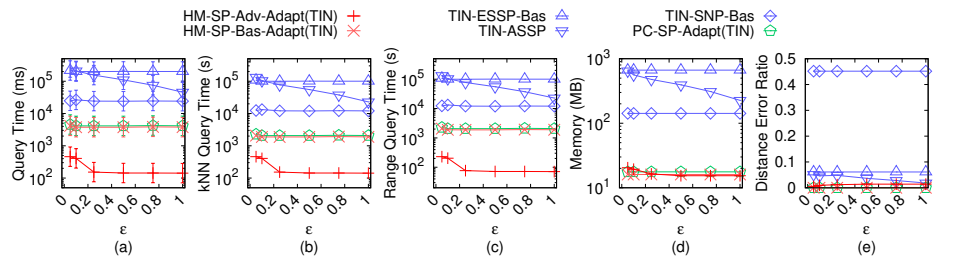 HM-SP-Adv-Adapt(TIN) TIN-ESSP-Bas TIN-SNP-Bas
HM-SP-Bas-Adapt(TIN) TIN-ASSP PC-SP-Adapt(TIN)
Query Time (ms)
10^5
10^4
10^3
10^2
0 0.2 0.4 0.6 0.8 1
ε
(a)
kNN Query Time (s)
10^5
10^4
10^3
10^2
0 0.2 0.4 0.6 0.8 1
ε
(b)
Range Query Time (s)
10^5
10^4
10^3
10^2
0 0.2 0.4 0.6 0.8 1
ε
(c)
Memory (MB)
10^3
10^2
10^1
0 0.2 0.4 0.6 0.8 1
ε
(d)
Distance Error Ratio
0.5
0.4
0.3
0.2
0.1
0
0 0.2 0.4 0.6 0.8 1
ε
(e)